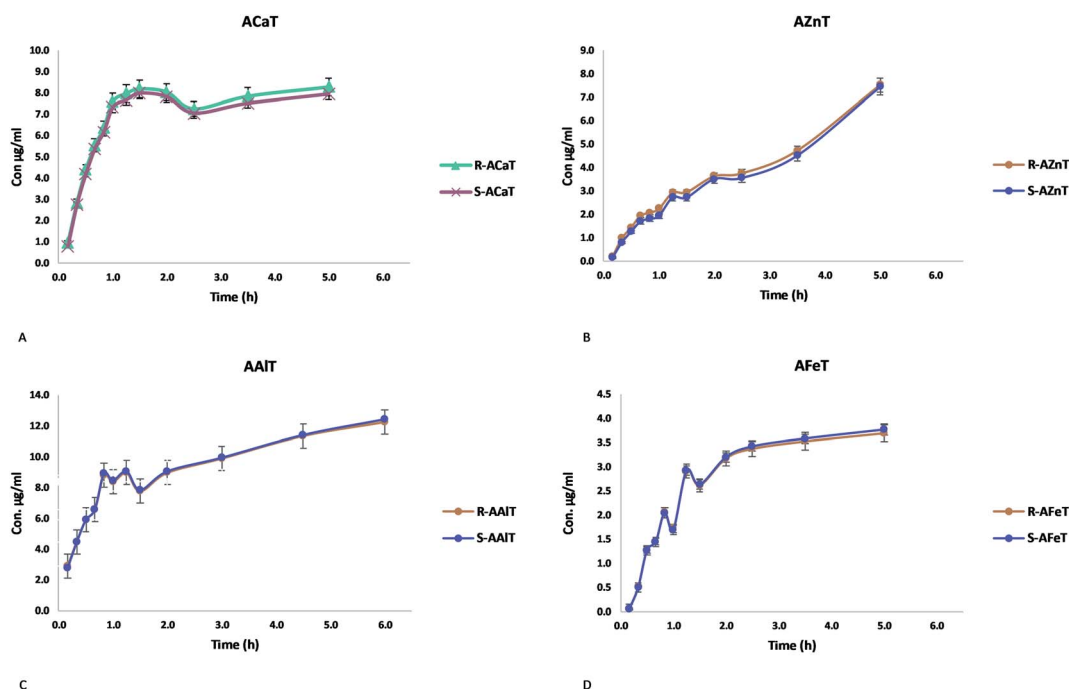 ACaT
10.0
9.0
8.0
7.0
6.0
5.0
4.0
3.0
2.0
1.0
0.0
Con µg/ml
0.0 1.0 2.0 3.0 4.0 5.0 6.0
Time (h)
R-ACaT
S-ACaT
A
AZnT
9.0
8.0
7.0
6.0
5.0
4.0
3.0
2.0
1.0
0.0
Con µg/ml
0.0 1.0 2.0 3.0 4.0 5.0 6.0
Time (h)
R-AZnT
S-AZnT
B
AAlT
14.0
12.0
10.0
8.0
6.0
4.0
2.0
0.0
Con. µg/ml
0.0 1.0 2.0 3.0 4.0 5.0 6.0
Time (h)
R-AAlT
S-AAlT
C
AFeT
4.5
4.0
3.5
3.0
2.5
2.0
1.5
1.0
0.5
0.0
Con. µg/ml
0.0 1.0 2.0 3.0 4.0 5.0 6.0
Time (h)
R-AFeT
S-AFeT
D